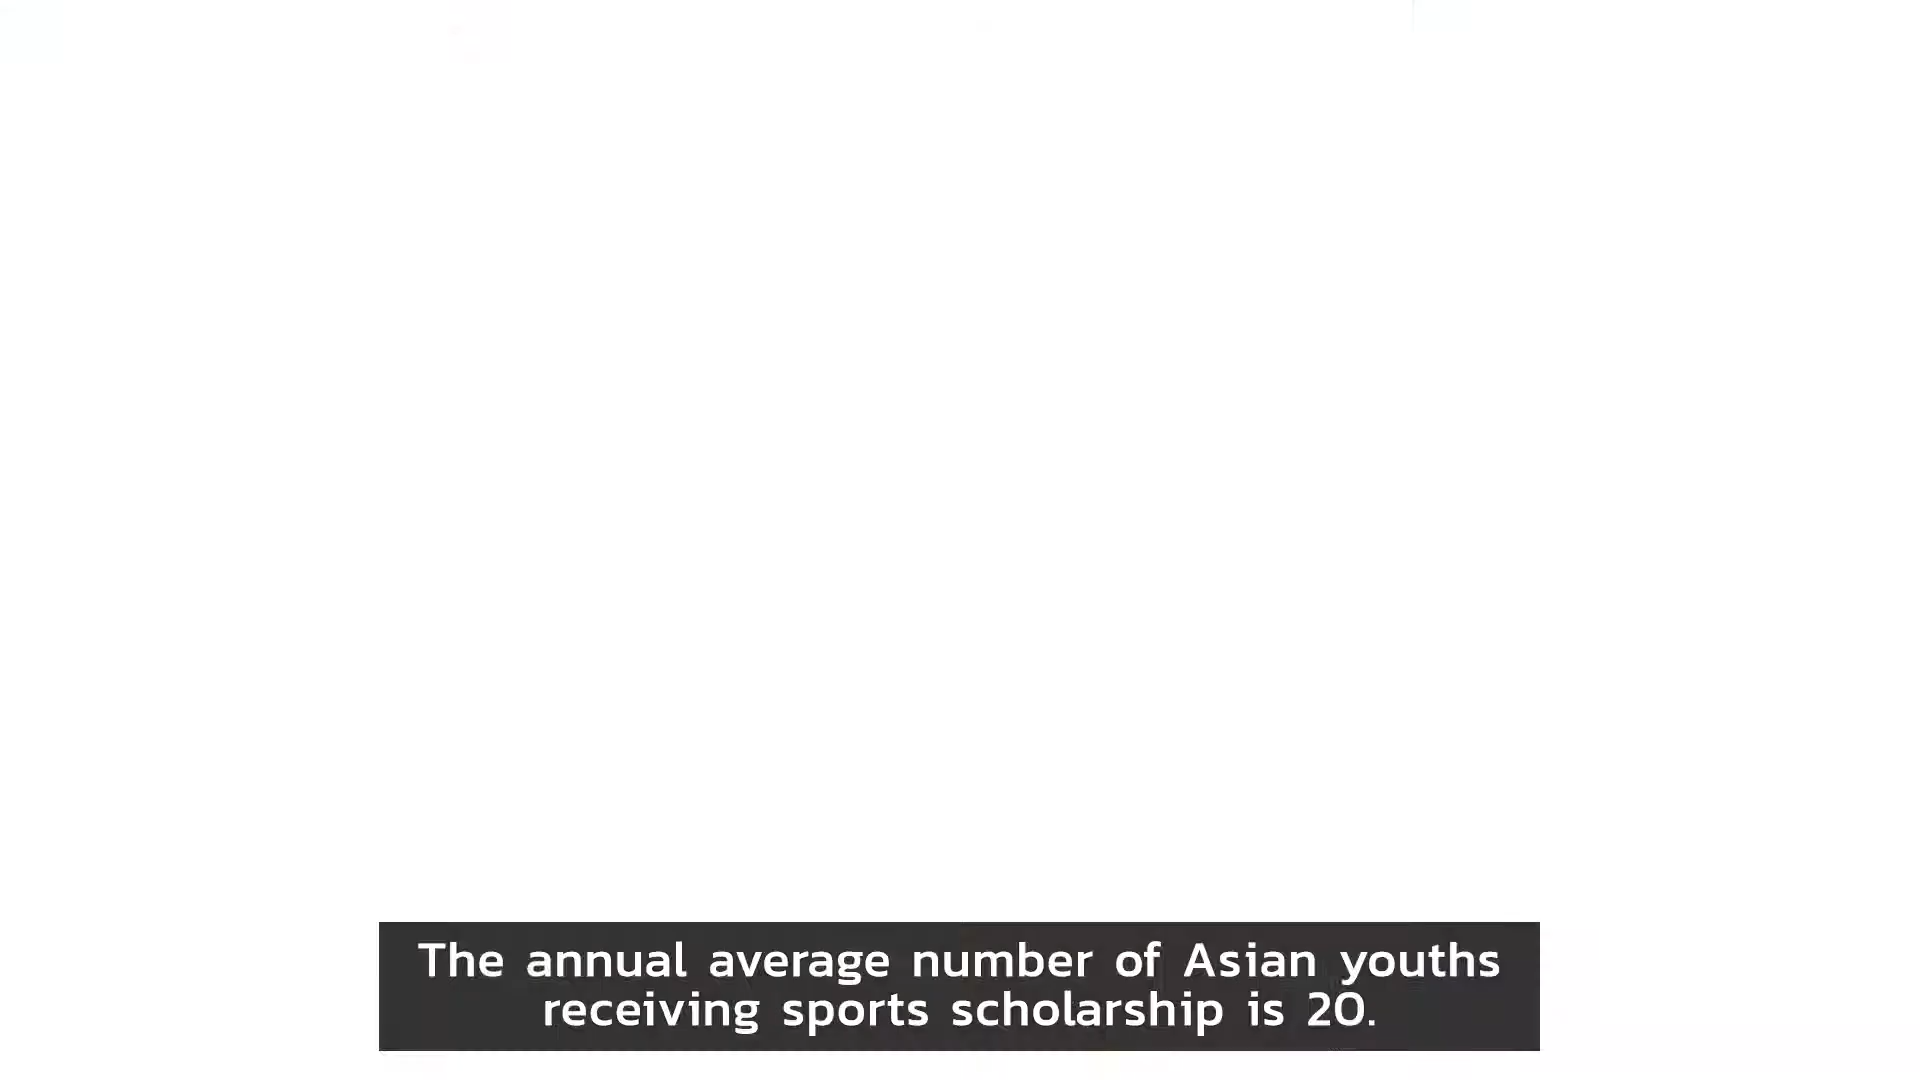 The annual average number of Asian youths
receiving sports scholarship is 20.